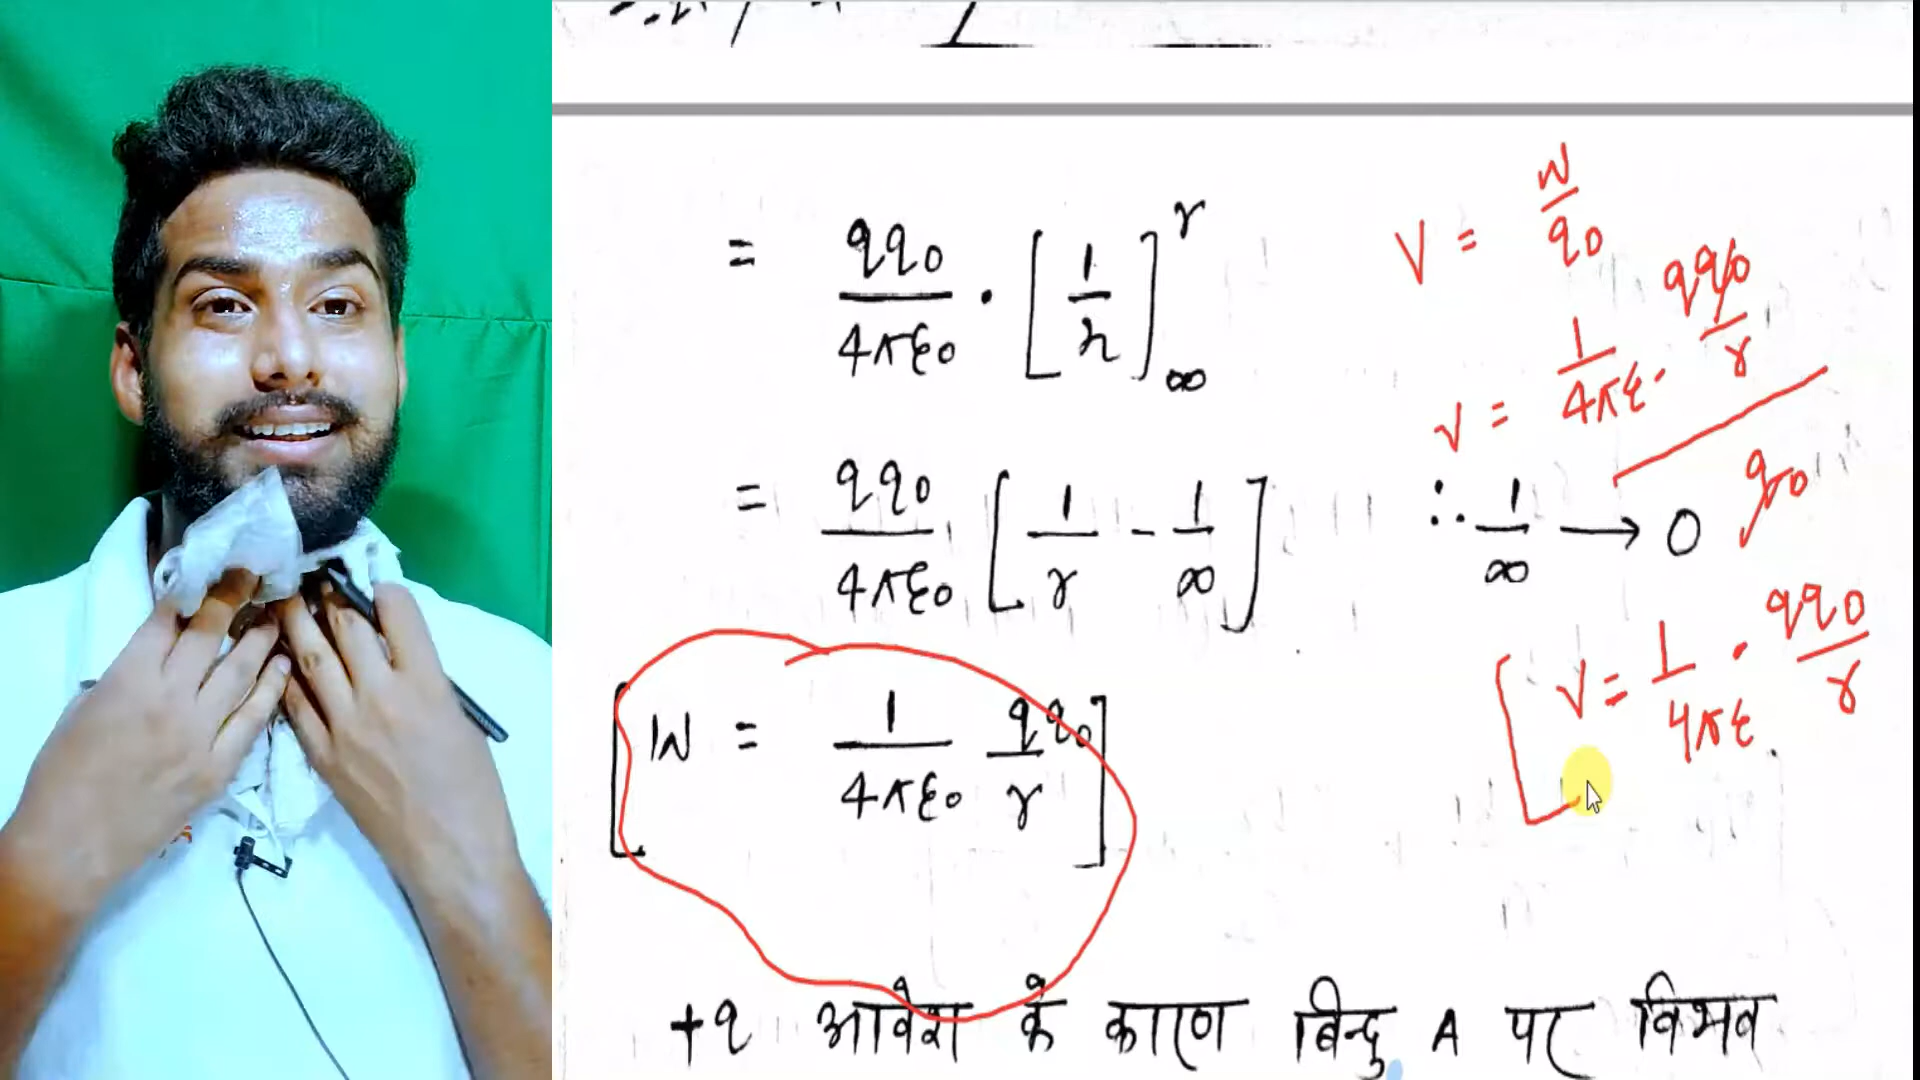 = qq₀/4πε₀ · [1/r]^r_∞
= qq₀/4πε₀ [1/r - 1/∞]
∴ 1/∞ → 0
[W = 1/4πε₀ qq₀/r]
+q आवेश के कारण बिन्दु A पर विभव
V = W/q₀
V = 1/4πε · qq₀/r / q₀
V = 1/4πε · qq₀/r